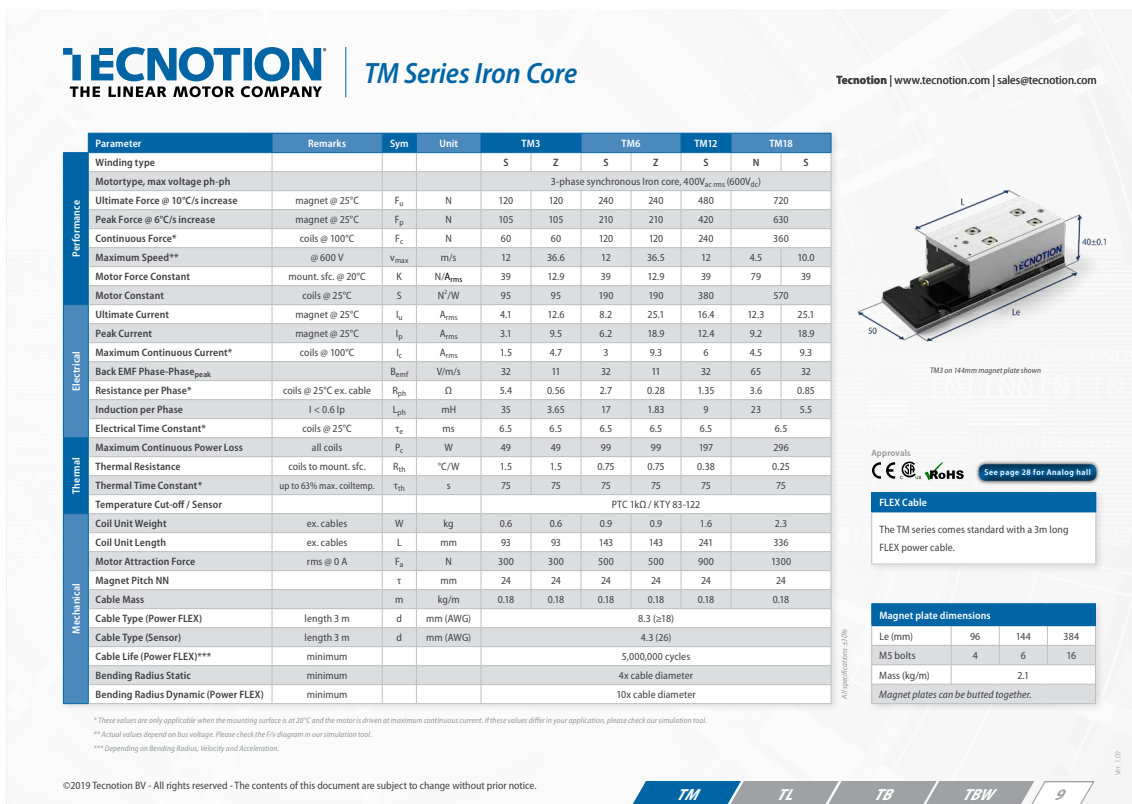 TECNOTION
THE LINEAR MOTOR COMPANY
TM Series Iron Core
Tecnotion | www.tecnotion.com | sales@tecnotion.com
Parameter Remarks Sym Unit TM3 TM6 TM12 TM18
Winding type S Z S Z S N S
Performance
Motortype, max voltage ph-ph 3-phase synchronous Iron core, 400Vac rms (600Vdc)
Ultimate Force @ 10°C/s increase magnet @ 25°C Fu N 120 120 240 240 480 720
Peak Force @ 6°C/s increase magnet @ 25°C Fp N 105 105 210 210 420 630
Continuous Force* coils @ 100°C Fc N 60 60 120 120 240 360
Maximum Speed** @ 600 V vmax m/s 12 36.6 12 36.5 12 4.5 10.0
Motor Force Constant mount. sfc. @ 20°C K N/Arms 39 12.9 39 12.9 39 79 39
Motor Constant coils @ 25°C S N²/W 95 95 190 190 380 570
Electrical
Ultimate Current magnet @ 25°C Iu Arms 4.1 12.6 8.2 25.1 16.4 12.3 25.1
Peak Current magnet @ 25°C Ip Arms 3.1 9.5 6.2 18.9 12.4 9.2 18.9
Maximum Continuous Current* coils @ 100°C Ic Arms 1.5 4.7 3 9.3 6 4.5 9.3
Back EMF Phase-Phasepeak Bemf V/m/s 32 11 32 11 32 65 32
Resistance per Phase* coils @ 25°C ex. cable Rph Ω 5.4 0.56 2.7 0.28 1.35 3.6 0.85
Induction per Phase I < 0.6 Ip Lph mH 35 3.65 17 1.83 9 23 5.5
Electrical Time Constant* coils @ 25°C τe ms 6.5 6.5 6.5 6.5 6.5 6.5
Thermal
Maximum Continuous Power Loss all coils Pc W 49 49 99 99 197 296
Thermal Resistance coils to mount. sfc. Rth °C/W 1.5 1.5 0.75 0.75 0.38 0.25
Thermal Time Constant* up to 63% max. coiltemp. τth s 75 75 75 75 75 75
Temperature Cut-off / Sensor PTC 1kΩ / KTY 83-122
Mechanical
Coil Unit Weight ex. cables W kg 0.6 0.6 0.9 0.9 1.6 2.3
Coil Unit Length ex. cables L mm 93 93 143 143 241 336
Motor Attraction Force rms @ 0 A Fa N 300 300 500 500 900 1300
Magnet Pitch NN τ mm 24 24 24 24 24 24
Cable Mass m kg/m 0.18 0.18 0.18 0.18 0.18 0.18
Cable Type (Power FLEX) length 3 m d mm (AWG) 8.3 (≥18)
Cable Type (Sensor) length 3 m d mm (AWG) 4.3 (26)
Cable Life (Power FLEX)*** minimum 5,000,000 cycles
Bending Radius Static minimum 4x cable diameter
Bending Radius Dynamic (Power FLEX) minimum 10x cable diameter
All specifications ±10%
* These values are only applicable when the mounting surface is at 20°C and the motor is driven at maximum continuous current. If these values differ in your application, please check our simulation tool.
** Actual values depend on bus voltage. Please check the F/v diagram in our simulation tool.
*** Depending on Bending Radius, Velocity and Acceleration.
L
40±0.1
TECNOTION
Le
50
TM3 on 144mm magnet plate shown
Approvals
CE c SA US RoHS
See page 28 for Analog hall
FLEX Cable
The TM series comes standard with a 3m long
FLEX power cable.
Magnet plate dimensions
Le (mm) 96 144 384
M5 bolts 4 6 16
Mass (kg/m) 2.1
Magnet plates can be butted together.
Ver. 1.09
©2019 Tecnotion BV - All rights reserved - The contents of this document are subject to change without prior notice.
TM TL TB TBW 9